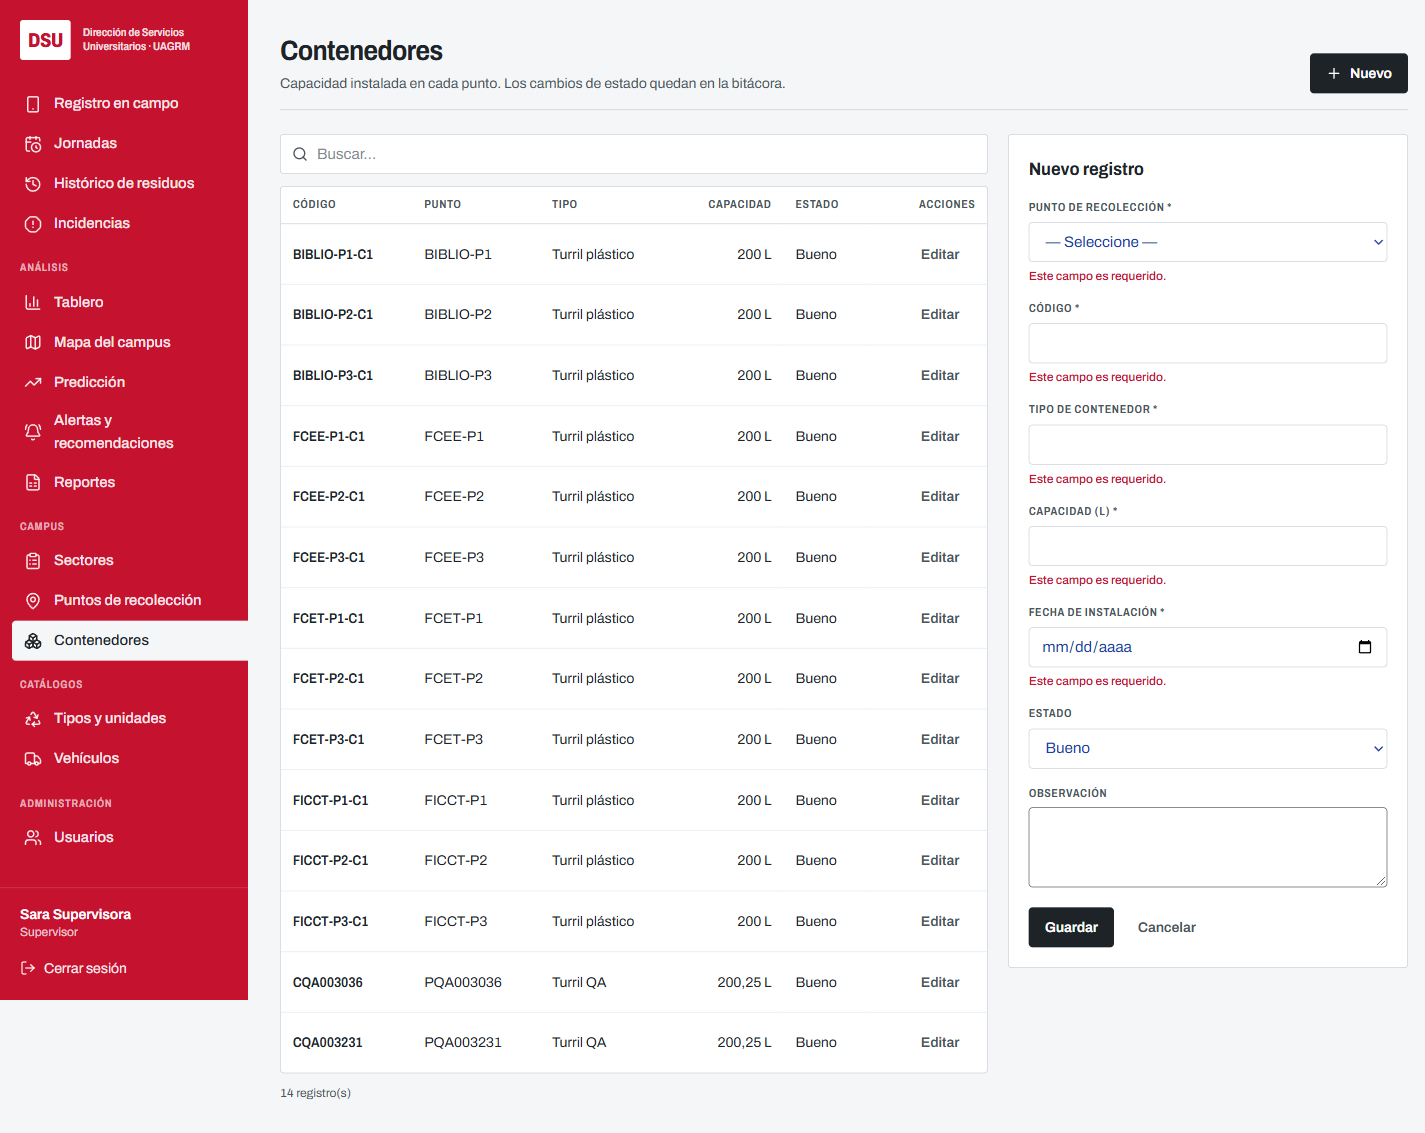 DSU
Dirección de Servicios
Universitarios · UAGRM
Registro en campo
Jornadas
Histórico de residuos
Incidencias
ANÁLISIS
Tablero
Mapa del campus
Predicción
Alertas y
recomendaciones
Reportes
CAMPUS
Sectores
Puntos de recolección
Contenedores
CATÁLOGOS
Tipos y unidades
Vehículos
ADMINISTRACIÓN
Usuarios
Sara Supervisora
Supervisor
Cerrar sesión
Contenedores
Capacidad instalada en cada punto. Los cambios de estado quedan en la bitácora.
+ Nuevo
Buscar...
CÓDIGO PUNTO TIPO CAPACIDAD ESTADO ACCIONES
BIBLIO-P1-C1 BIBLIO-P1 Turril plástico 200 L Bueno Editar
BIBLIO-P2-C1 BIBLIO-P2 Turril plástico 200 L Bueno Editar
BIBLIO-P3-C1 BIBLIO-P3 Turril plástico 200 L Bueno Editar
FCEE-P1-C1 FCEE-P1 Turril plástico 200 L Bueno Editar
FCEE-P2-C1 FCEE-P2 Turril plástico 200 L Bueno Editar
FCEE-P3-C1 FCEE-P3 Turril plástico 200 L Bueno Editar
FCET-P1-C1 FCET-P1 Turril plástico 200 L Bueno Editar
FCET-P2-C1 FCET-P2 Turril plástico 200 L Bueno Editar
FCET-P3-C1 FCET-P3 Turril plástico 200 L Bueno Editar
FICCT-P1-C1 FICCT-P1 Turril plástico 200 L Bueno Editar
FICCT-P2-C1 FICCT-P2 Turril plástico 200 L Bueno Editar
FICCT-P3-C1 FICCT-P3 Turril plástico 200 L Bueno Editar
CQA003036 PQA003036 Turril QA 200,25 L Bueno Editar
CQA003231 PQA003231 Turril QA 200,25 L Bueno Editar
14 registro(s)
Nuevo registro
PUNTO DE RECOLECCIÓN *
— Seleccione —
Este campo es requerido.
CÓDIGO *
Este campo es requerido.
TIPO DE CONTENEDOR *
Este campo es requerido.
CAPACIDAD (L) *
Este campo es requerido.
FECHA DE INSTALACIÓN *
mm/dd/aaaa
Este campo es requerido.
ESTADO
Bueno
OBSERVACIÓN
Guardar Cancelar